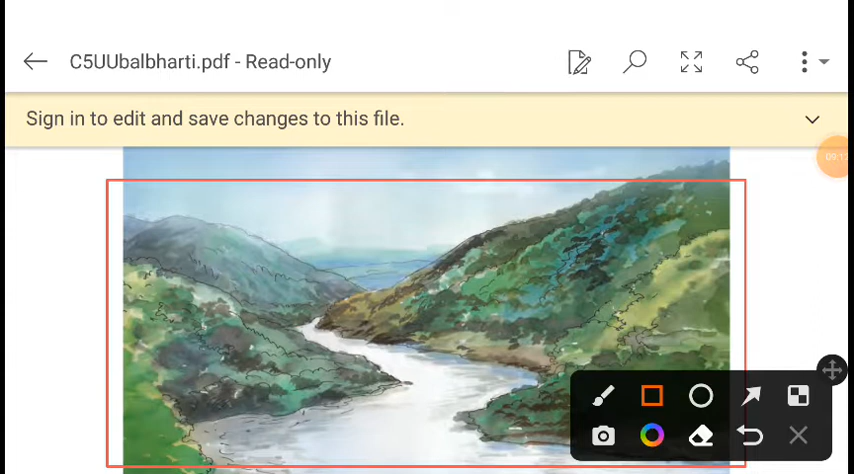 C5UUbalbharti.pdf - Read-only
Sign in to edit and save changes to this file.